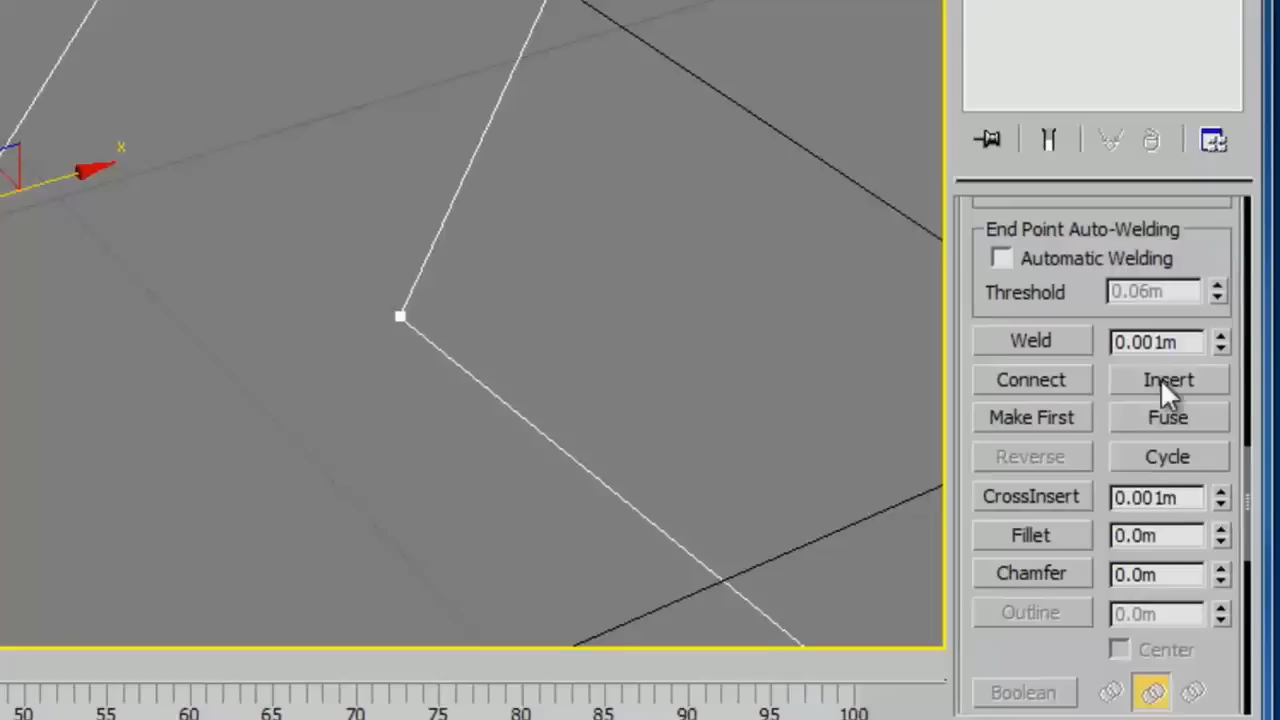 x
End Point Auto-Welding
Automatic Welding
Threshold 0.06m
Weld 0.001m
Connect Insert
Make First Fuse
Reverse Cycle
CrossInsert 0.001m
Fillet 0.0m
Chamfer 0.0m
Outline 0.0m
Center
Boolean
50 55 60 65 70 75 80 85 90 95 100